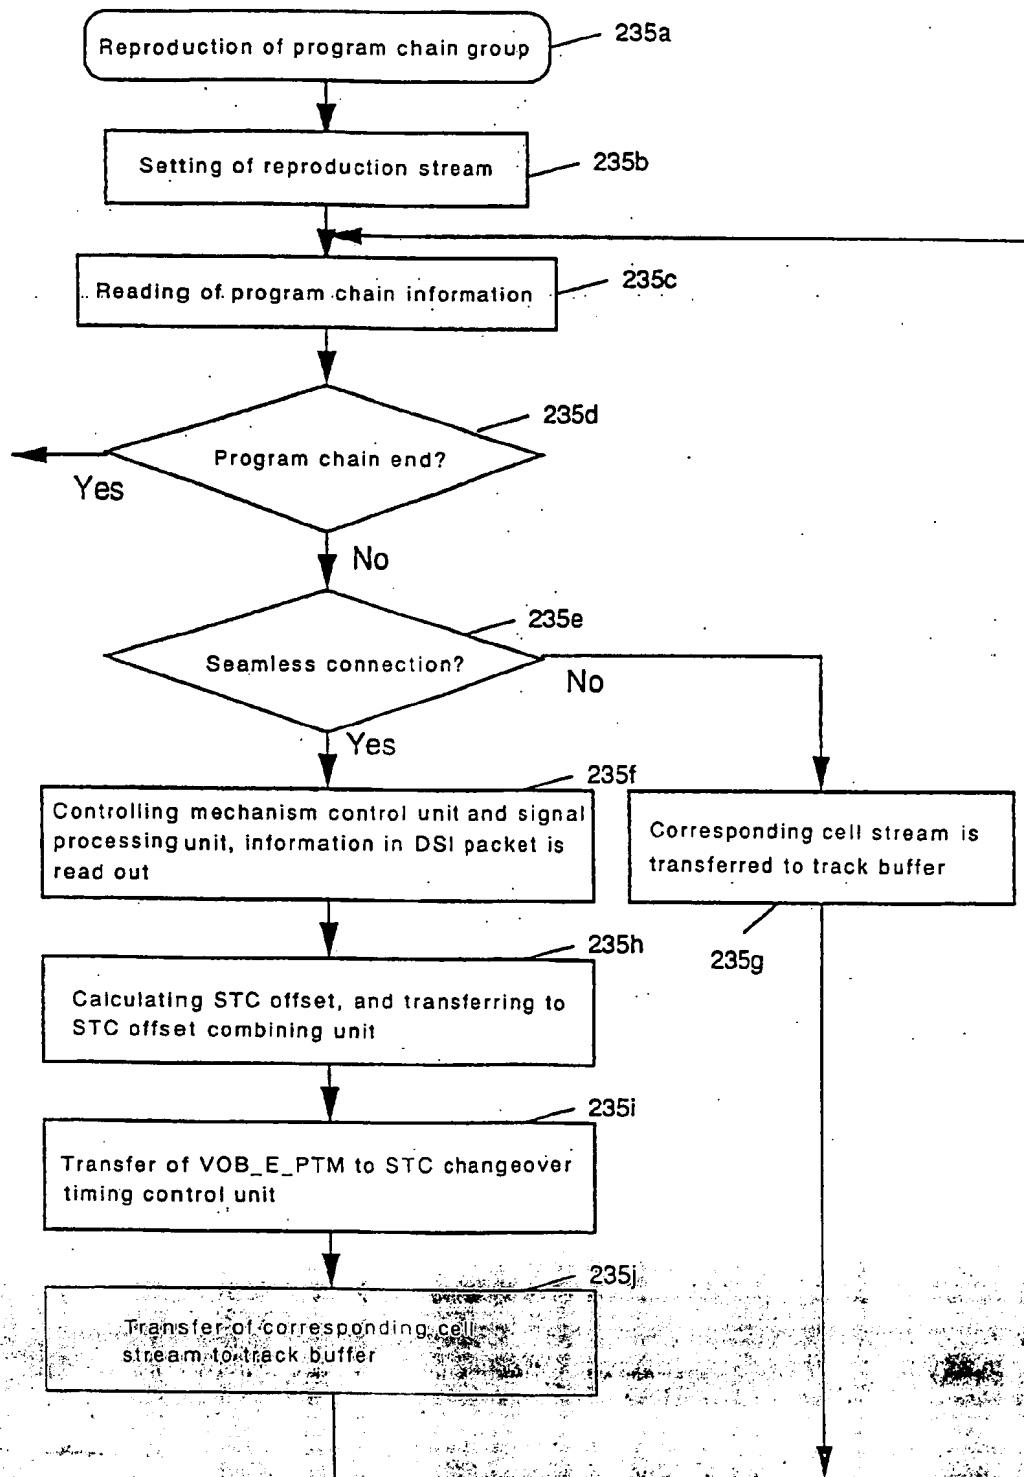 Reproduction of program chain group
235a
Setting of reproduction stream
235b
Reading of program chain information
235c
235d
Program chain end?
Yes
No
235e
Seamless connection?
No
Yes
235f
Controlling mechanism control unit and signal
processing unit, information in DSI packet is
read out
Corresponding cell stream is
transferred to track buffer
235g
235h
Calculating STC offset, and transferring to
STC offset combining unit
235i
Transfer of VOB_E_PTM to STC changeover
timing control unit
235j
Transfer of corresponding cell
stream to track buffer